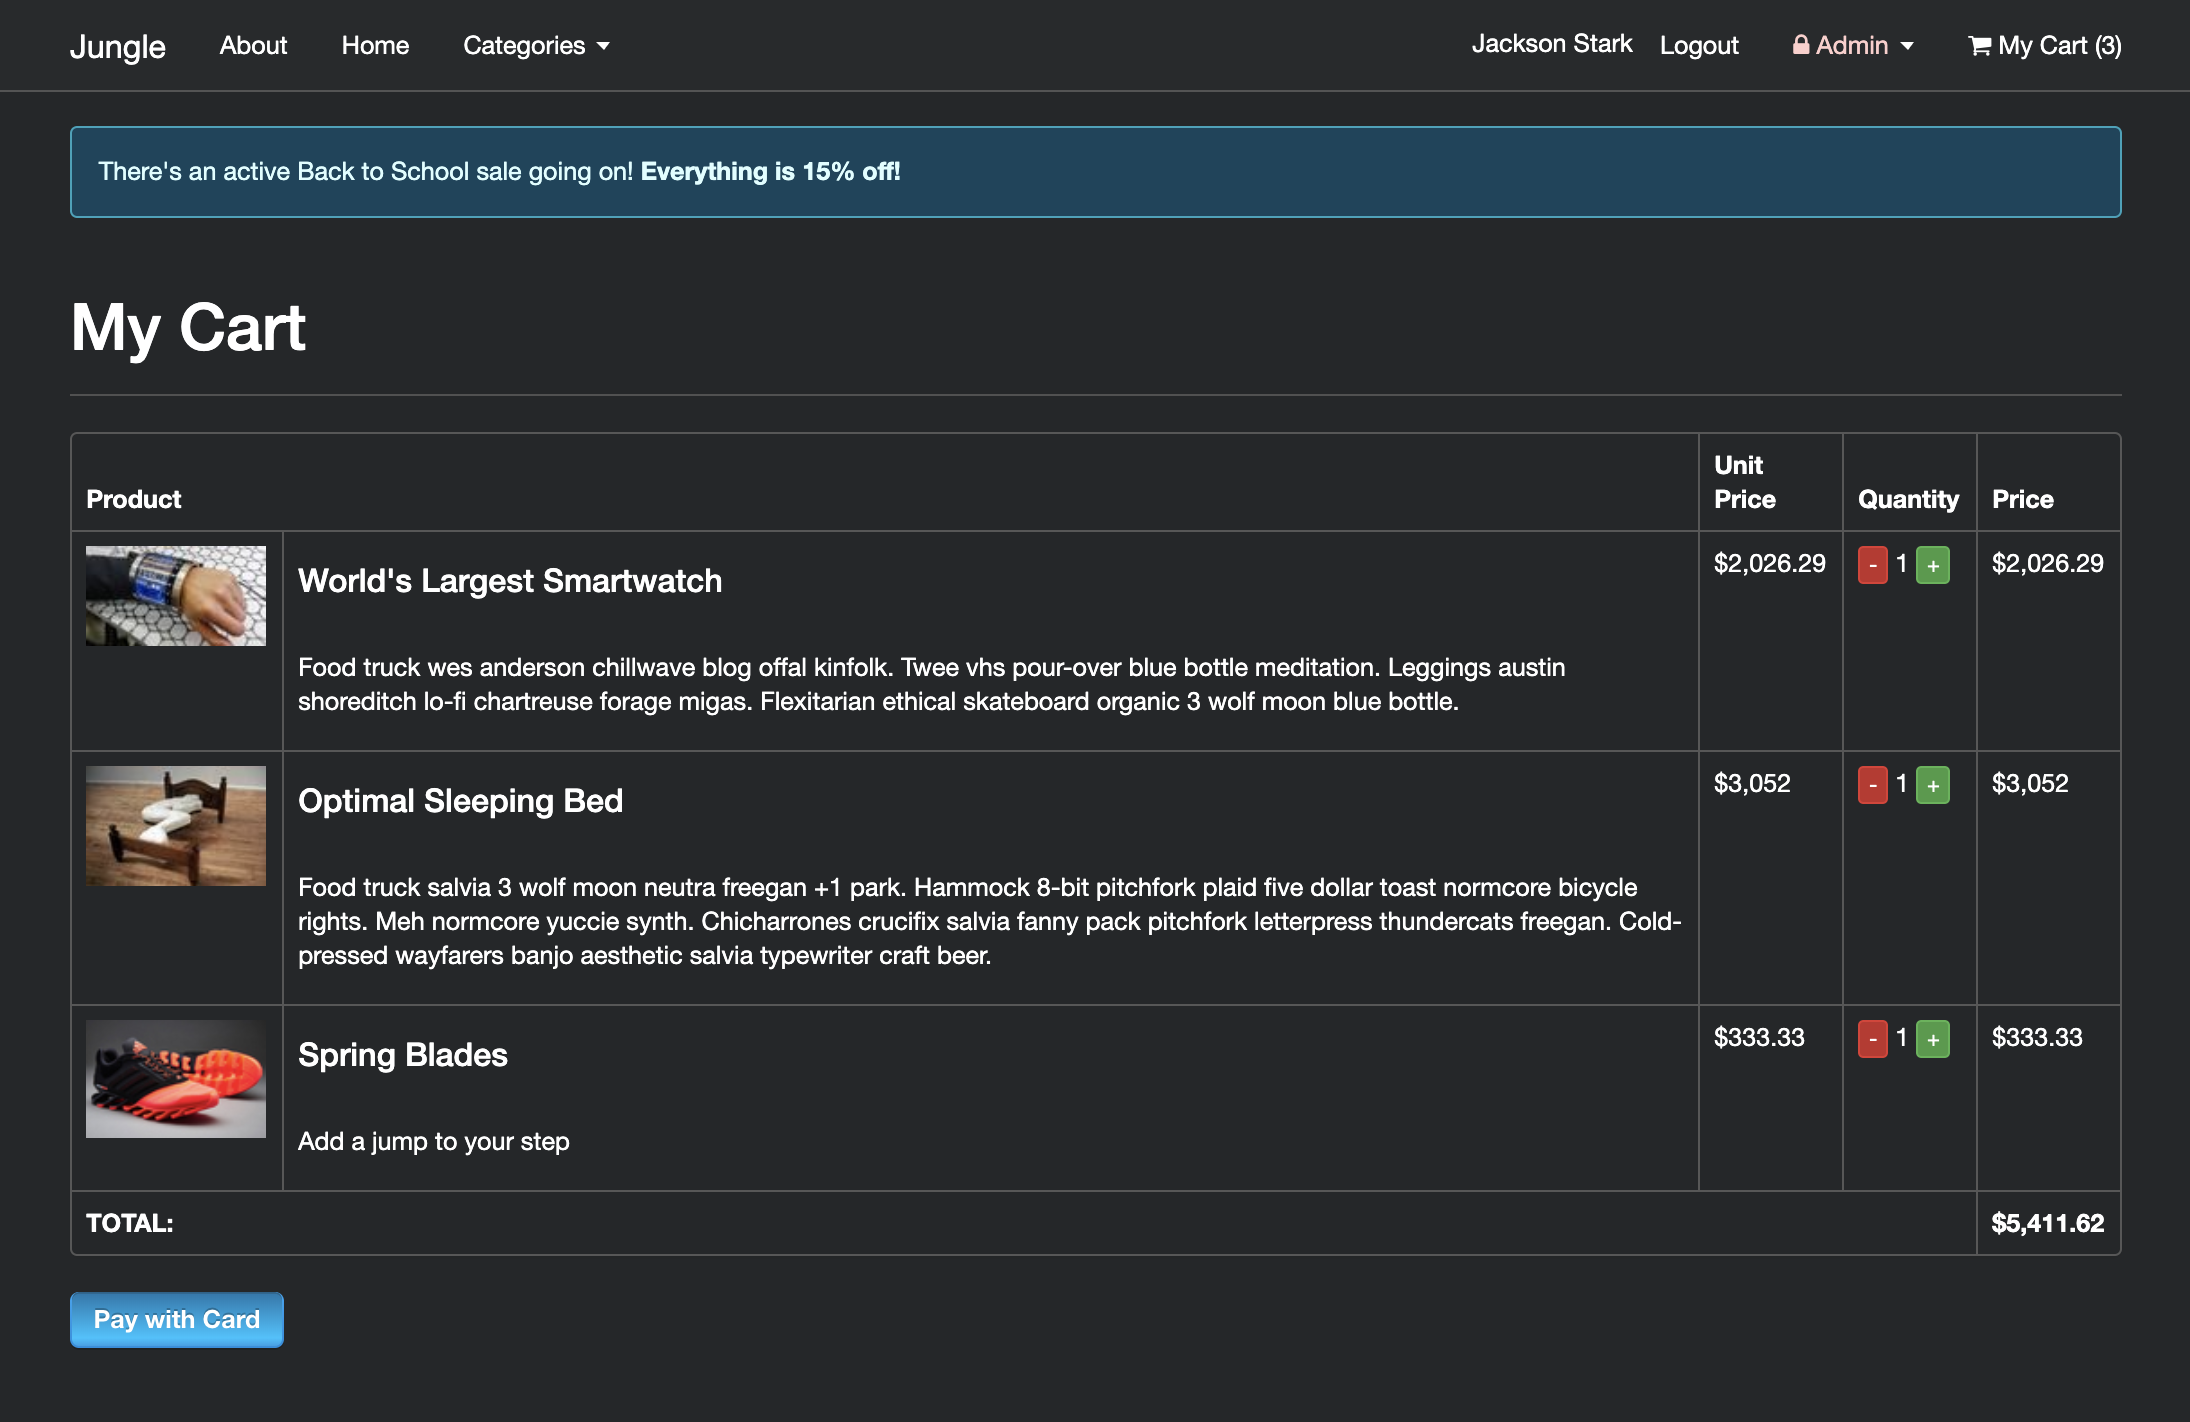 Jungle About Home Categories Jackson Stark Logout Admin My Cart (3)
There's an active Back to School sale going on! Everything is 15% off!
My Cart
Product Unit Price Quantity Price
World's Largest Smartwatch $2,026.29 - 1 + $2,026.29
Food truck wes anderson chillwave blog offal kinfolk. Twee vhs pour-over blue bottle meditation. Leggings austin
shoreditch lo-fi chartreuse forage migas. Flexitarian ethical skateboard organic 3 wolf moon blue bottle.
Optimal Sleeping Bed $3,052 - 1 + $3,052
Food truck salvia 3 wolf moon neutra freegan +1 park. Hammock 8-bit pitchfork plaid five dollar toast normcore bicycle
rights. Meh normcore yuccie synth. Chicharrones crucifix salvia fanny pack pitchfork letterpress thundercats freegan. Cold-
pressed wayfarers banjo aesthetic salvia typewriter craft beer.
Spring Blades $333.33 - 1 + $333.33
Add a jump to your step
TOTAL: $5,411.62
Pay with Card